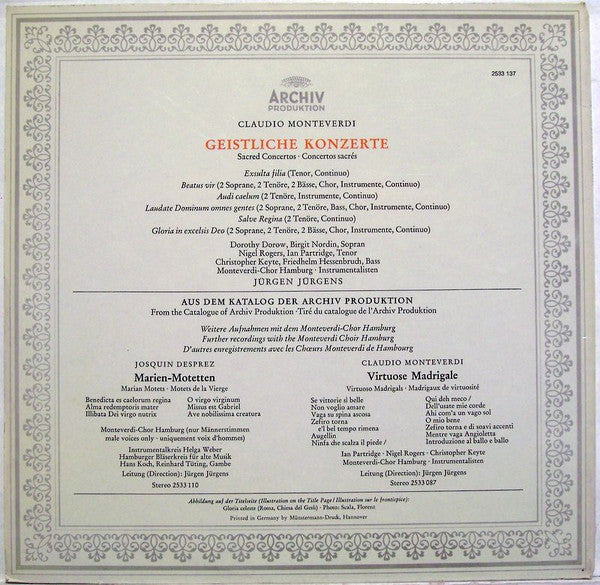 2533 137
ARCHIV
PRODUKTION
CLAUDIO MONTEVERDI
GEISTLICHE KONZERTE
Sacred Concertos · Concertos sacrés
Exsulta filia (Tenor, Continuo)
Beatus vir (2 Soprane, 2 Tenöre, 2 Bässe, Chor, Instrumente, Continuo)
Audi caelum (2 Tenöre, Instrumente, Continuo)
Laudate Dominum omnes gentes (2 Soprane, 2 Tenöre, Bass, Chor, Instrumente, Continuo)
Salve Regina (2 Tenöre, Continuo)
Gloria in excelsis Deo (2 Soprane, 2 Tenöre, 2 Bässe, Chor, Instrumente, Continuo)
Dorothy Dorow, Birgit Nordin, Sopran
Nigel Rogers, Ian Partridge, Tenor
Christopher Keyte, Friedhelm Hessenbruch, Bass
Monteverdi-Chor Hamburg · Instrumentalisten
JÜRGEN JÜRGENS
AUS DEM KATALOG DER ARCHIV PRODUKTION
From the Catalogue of Archiv Produktion · Tiré du catalogue de l'Archiv Produktion
Weitere Aufnahmen mit dem Monteverdi-Chor Hamburg
Further recordings with the Monteverdi Choir Hamburg
D'autres enregistrements avec les Chœurs Monteverdi de Hambourg
JOSQUIN DESPREZ
Marien-Motetten
Marian Motets · Motets de la Vierge
Benedicta es caelorum regina
Alma redemptoris mater
Illibata Dei virgo nutrix
O virgo virginum
Missus est Gabriel
Ave nobilissima creatura
Monteverdi-Chor Hamburg (nur Männerstimmen
male voices only · uniquement voix d'hommes)
Instrumentalkreis Helga Weber
Hamburger Bläserkreis für alte Musik
Hans Koch, Reinhard Tüting, Gambe
Leitung (Direction): Jürgen Jürgens
Stereo 2533 110
CLAUDIO MONTEVERDI
Virtuose Madrigale
Virtuoso Madrigals · Madrigaux de virtuosité
Se vittorie sì belle
Non voglio amare
Vaga su spina ascosa
Zefiro torna
e'l bel tempo rimena
Augellin
Ninfa che scalza il piede /
Qui deh meco /
Dell'usate mie corde
Ahi com'a un vago sol
O mio bene
Zefiro torna e di soavi accenti
Mentre vaga Angioletta
Introduzione al ballo e ballo
Ian Partridge · Nigel Rogers · Christopher Keyte
Monteverdi-Chor Hamburg · Instrumentalisten
Leitung (Direction): Jürgen Jürgens
Stereo 2533 087
Abbildung auf der Titelseite (Illustration on the Title Page / Illustration sur le frontispice):
Gloria celeste (Roma, Chiesa del Gesù) · Photo: Scala, Florent
Printed in Germany by Münstermann-Druck, Hannover